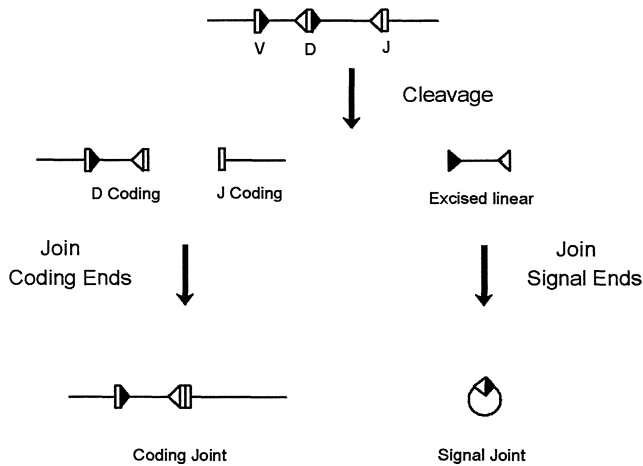 V D J
Cleavage
D Coding J Coding Excised linear
Join
Coding Ends
Join
Signal Ends
Coding Joint Signal Joint